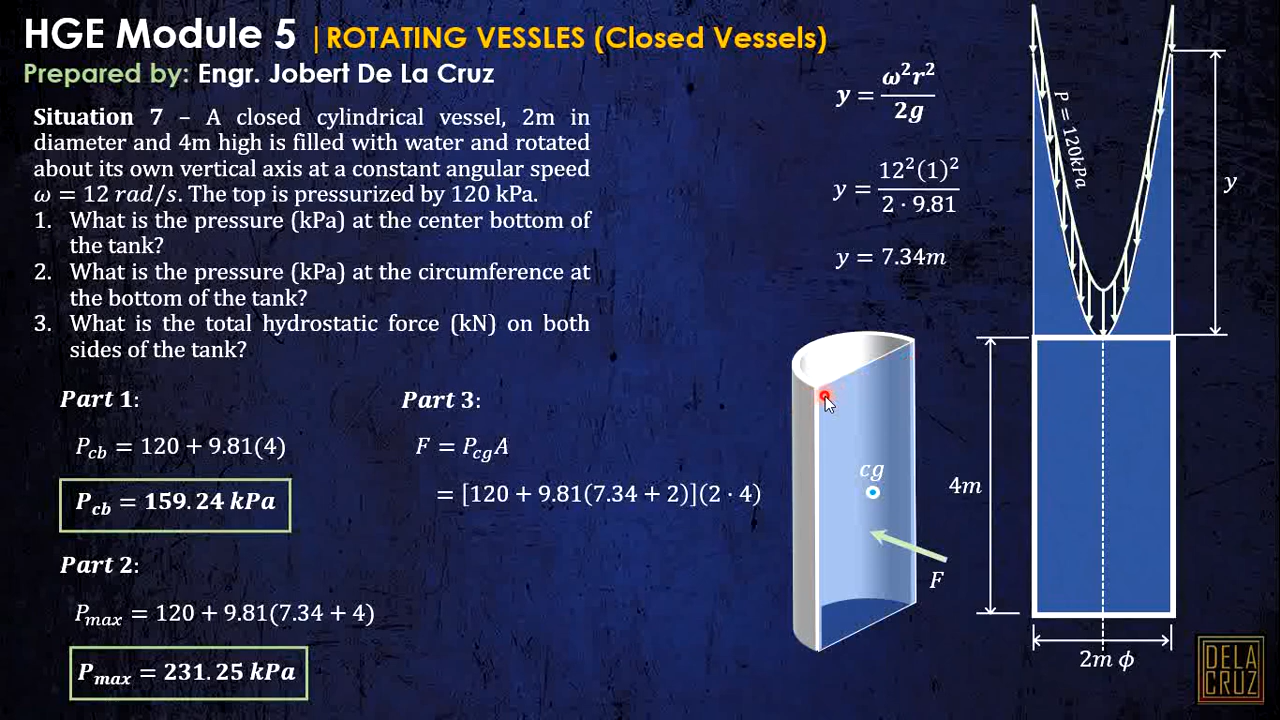 HGE Module 5 | ROTATING VESSLES (Closed Vessels)
Prepared by: Engr. Jobert De La Cruz
Situation 7 – A closed cylindrical vessel, 2m in
diameter and 4m high is filled with water and rotated
about its own vertical axis at a constant angular speed
ω = 12 rad/s. The top is pressurized by 120 kPa.
1. What is the pressure (kPa) at the center bottom of
the tank?
2. What is the pressure (kPa) at the circumference at
the bottom of the tank?
3. What is the total hydrostatic force (kN) on both
sides of the tank?
Part 1:
P_cb = 120 + 9.81(4)
P_cb = 159.24 kPa
Part 2:
P_max = 120 + 9.81(7.34 + 4)
P_max = 231.25 kPa
Part 3:
F = P_cg A
= [120 + 9.81(7.34 + 2)](2 · 4)
y = ω²r² / 2g
y = 12²(1)² / 2 · 9.81
y = 7.34m
cg
F
P = 120kPa
y
4m
2m ϕ
DELA
CRUZ